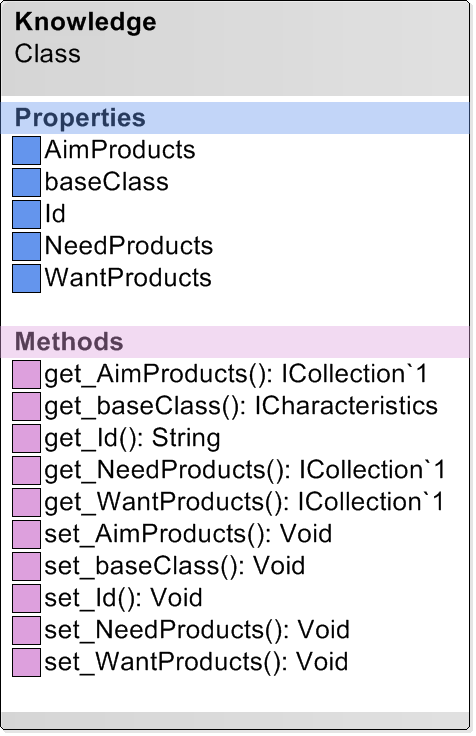 Knowledge
Class
Properties
AimProducts
baseClass
Id
NeedProducts
WantProducts
Methods
get_AimProducts(): ICollection`1
get_baseClass(): ICharacteristics
get_Id(): String
get_NeedProducts(): ICollection`1
get_WantProducts(): ICollection`1
set_AimProducts(): Void
set_baseClass(): Void
set_Id(): Void
set_NeedProducts(): Void
set_WantProducts(): Void